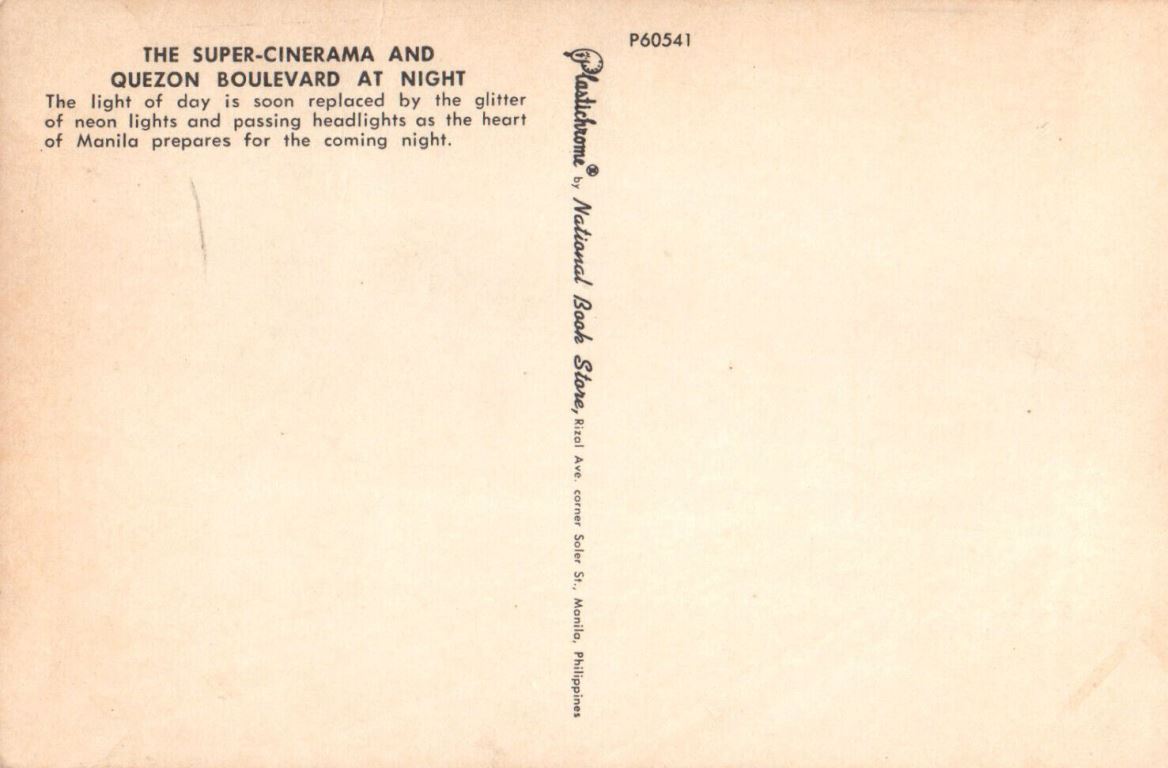 THE SUPER-CINERAMA AND
QUEZON BOULEVARD AT NIGHT
The light of day is soon replaced by the glitter
of neon lights and passing headlights as the heart
of Manila prepares for the coming night.
Plastichrome® by National Book Store, Rizal Ave. corner Soler St., Manila, Philippines
P60541